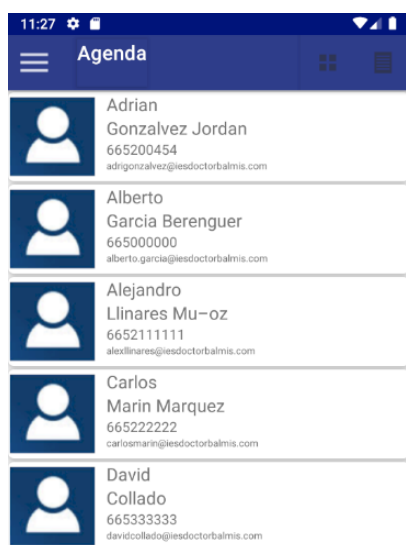 11:27
Agenda
Adrian
Gonzalvez Jordan
665200454
adrigonzalvez@iesdoctorbalmis.com
Alberto
Garcia Berenguer
665000000
alberto.garcia@iesdoctorbalmis.com
Alejandro
Llinares Mu–oz
6652111111
alexllinares@iesdoctorbalmis.com
Carlos
Marin Marquez
665222222
carlosmarin@iesdoctorbalmis.com
David
Collado
665333333
davidcollado@iesdoctorbalmis.com